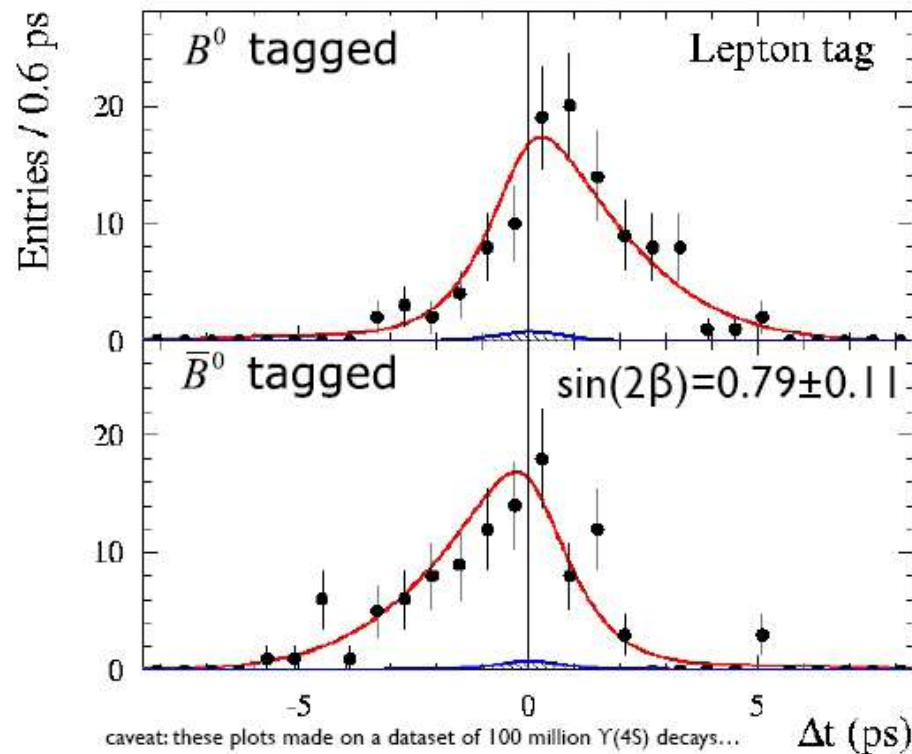 Entries / 0.6 ps
B⁰ tagged
Lepton tag
20
10
0
B̅⁰ tagged
sin(2β)=0.79±0.11
20
10
0
-5 0 5
caveat: these plots made on a dataset of 100 million ϒ(4S) decays... Δt (ps)